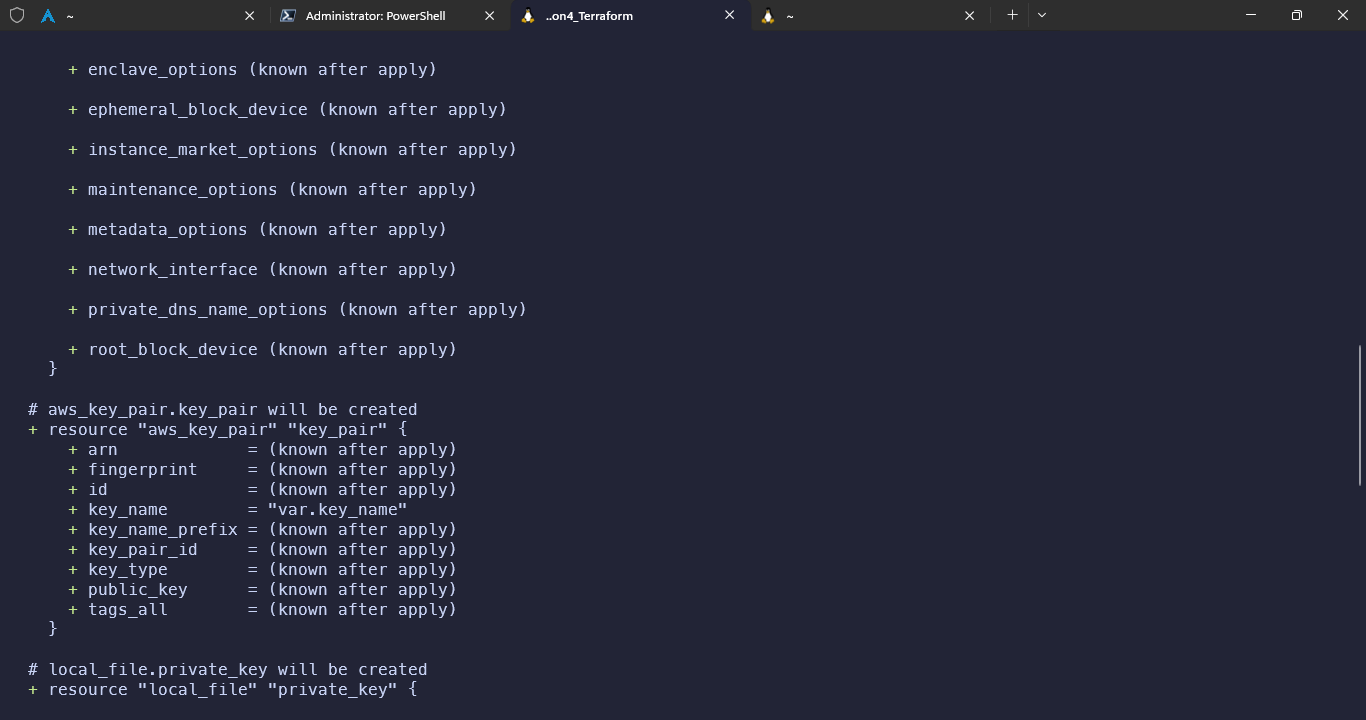 ~
Administrator: PowerShell
..on4_Terraform
~
+ enclave_options (known after apply)
+ ephemeral_block_device (known after apply)
+ instance_market_options (known after apply)
+ maintenance_options (known after apply)
+ metadata_options (known after apply)
+ network_interface (known after apply)
+ private_dns_name_options (known after apply)
+ root_block_device (known after apply)
}
# aws_key_pair.key_pair will be created
+ resource "aws_key_pair" "key_pair" {
+ arn             = (known after apply)
+ fingerprint     = (known after apply)
+ id              = (known after apply)
+ key_name        = "var.key_name"
+ key_name_prefix = (known after apply)
+ key_pair_id     = (known after apply)
+ key_type        = (known after apply)
+ public_key      = (known after apply)
+ tags_all        = (known after apply)
}
# local_file.private_key will be created
+ resource "local_file" "private_key" {